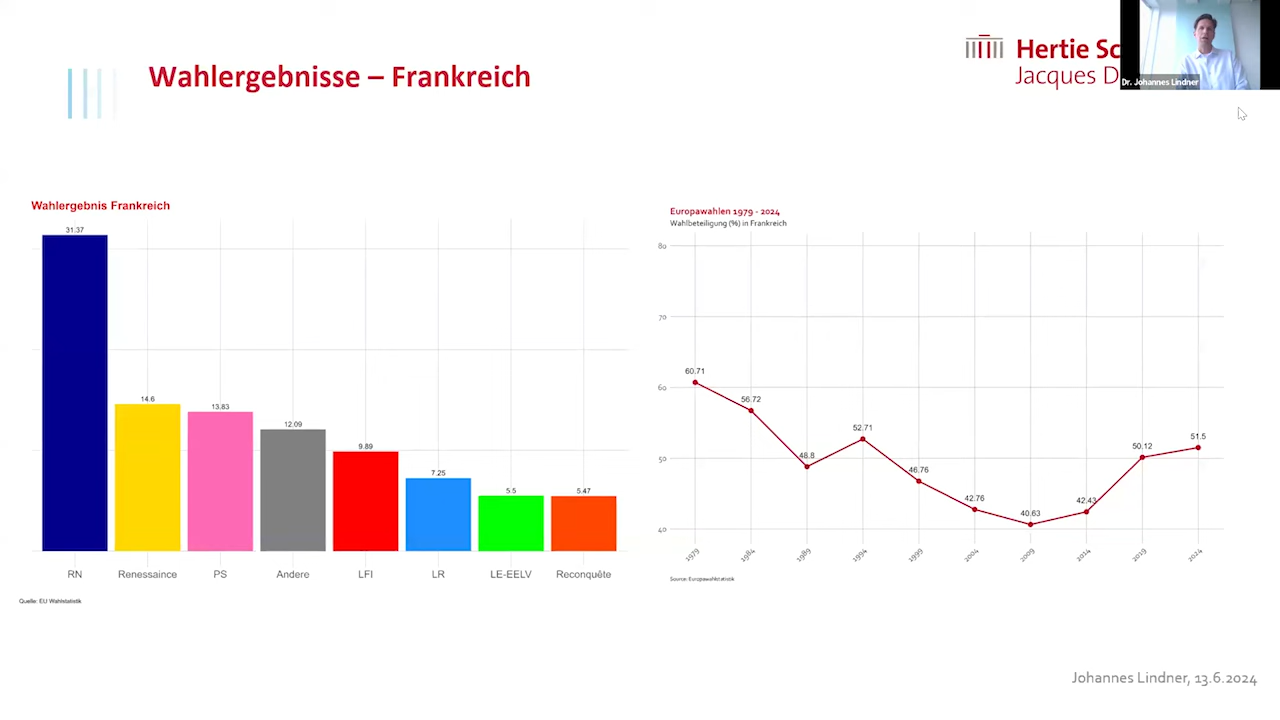 Wahlergebnisse – Frankreich
Hertie Sc
Jacques D
Dr. Johannes Lindner
Wahlergebnis Frankreich
31.37
14.6
13.83
12.09
9.89
7.25
5.5
5.47
RN Renessaince PS Andere LFI LR LE-EELV Reconquête
Quelle: EU Wahlstatistik
Europawahlen 1979 - 2024
Wahlbeteiligung (%) in Frankreich
80
70
60
50
40
60.71
56.72
48.8
52.71
46.76
42.76
40.63
42.43
50.12
51.5
1979 1984 1989 1994 1999 2004 2009 2014 2019 2024
Source: Europawahlstatistik
Johannes Lindner, 13.6.2024